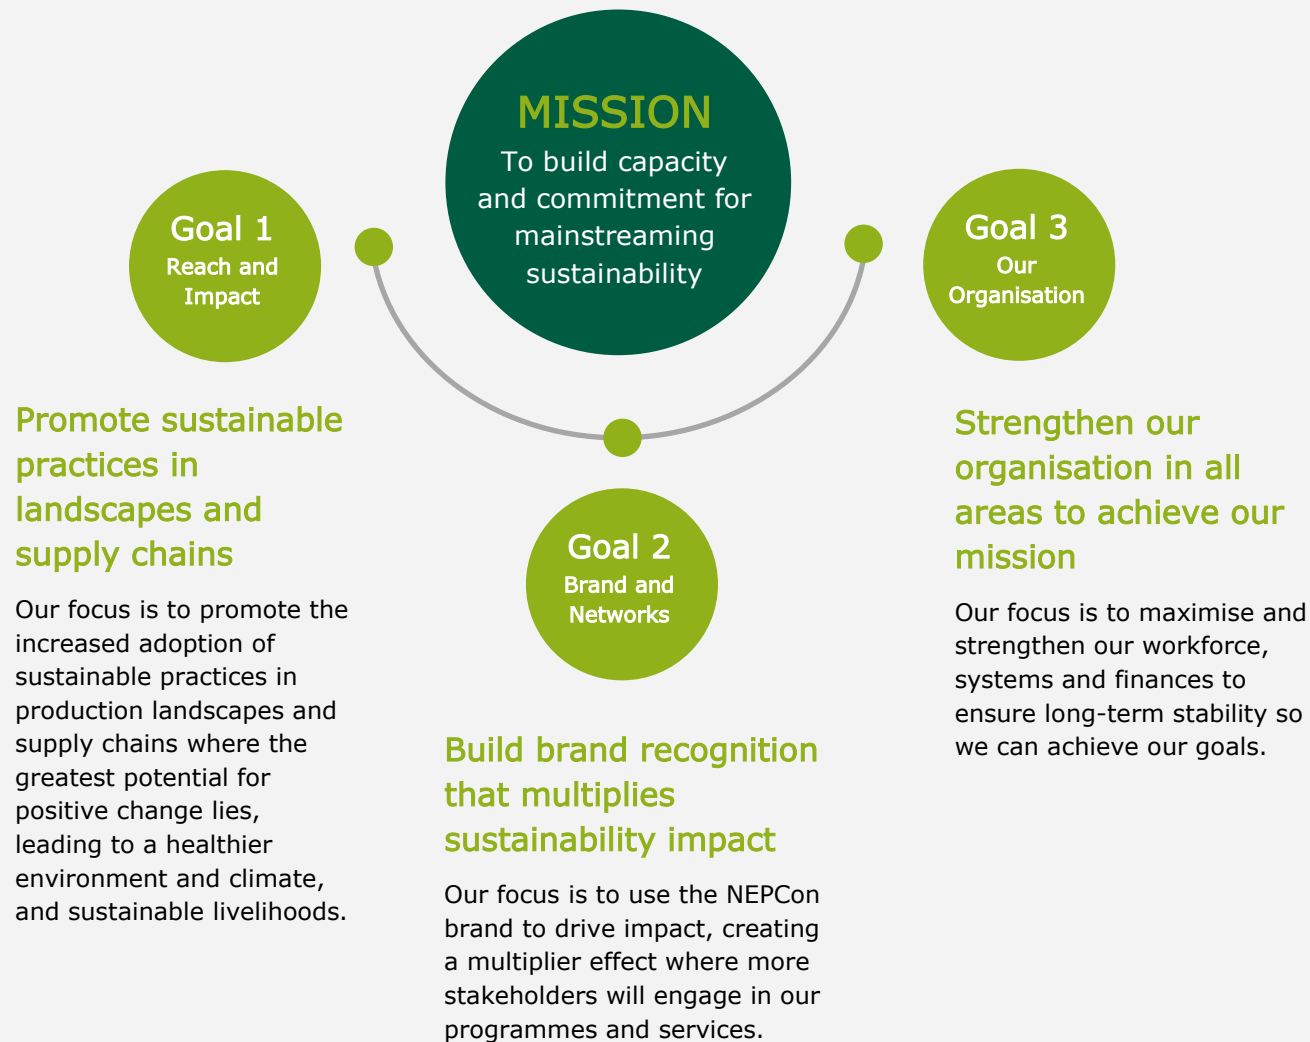 MISSION
To build capacity
and commitment for
mainstreaming
sustainability
Goal 1
Reach and
Impact
Promote sustainable
practices in
landscapes and
supply chains
Our focus is to promote the
increased adoption of
sustainable practices in
production landscapes and
supply chains where the
greatest potential for
positive change lies,
leading to a healthier
environment and climate,
and sustainable livelihoods.
Goal 2
Brand and
Networks
Build brand recognition
that multiplies
sustainability impact
Our focus is to use the NEPCon
brand to drive impact, creating
a multiplier effect where more
stakeholders will engage in our
programmes and services.
Goal 3
Our
Organisation
Strengthen our
organisation in all
areas to achieve our
mission
Our focus is to maximise and
strengthen our workforce,
systems and finances to
ensure long-term stability so
we can achieve our goals.